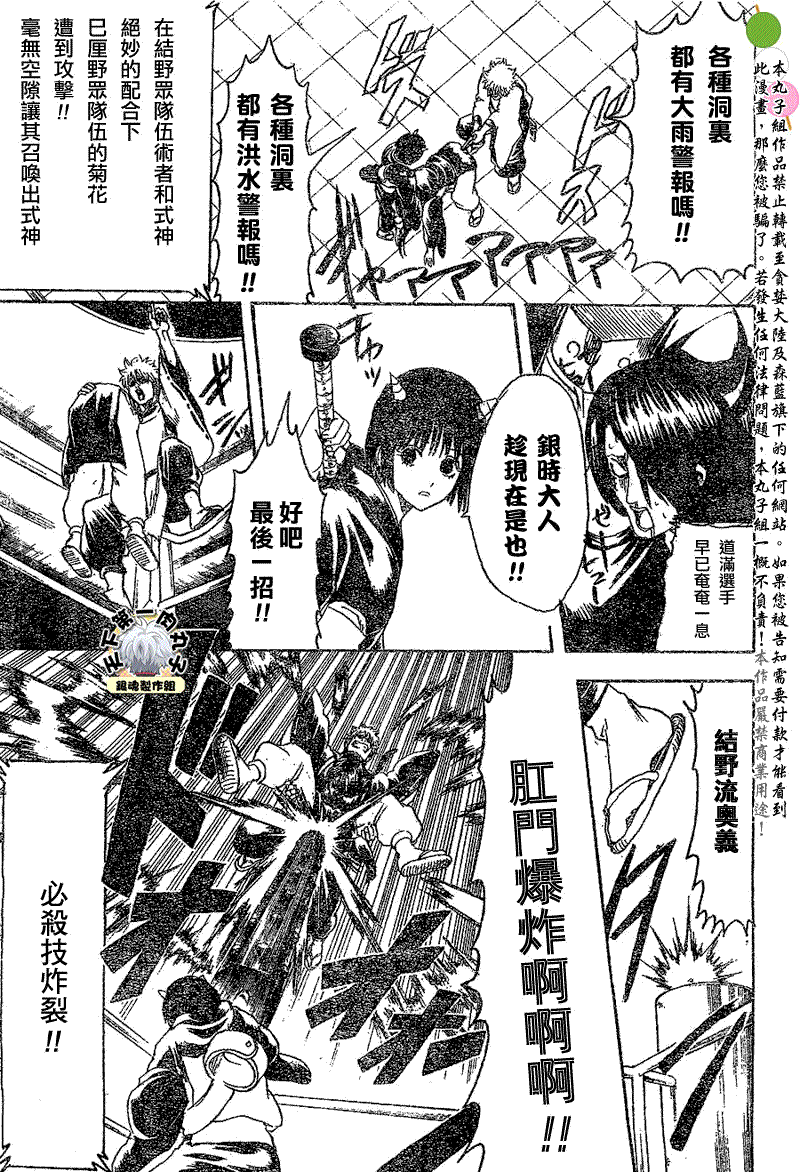 各種洞裏
都有大雨警報嗎!!
各種洞裏
都有洪水警報嗎!!
在結野眾隊伍術者和式神
絕妙的配合下
巳厘野眾隊伍的菊花
遭到攻擊!!
毫無空隙讓其召喚出式神
道滿選手
早已奄奄一息
銀時大人
趁現在是也!!
好吧
最後一招!!
結野流奧義
肛門爆炸啊啊啊!!
必殺技炸裂!!
天下第一肉丸子
銀魂製作組
本丸子組作品禁止轉載至貪婪大陸及森藍旗下的任何網站。如果您被告知需要付款才能看到
此漫畫，那麼您被騙了。若發生任何法律問題，本丸子組一概不負責！本作品嚴禁商業用途！